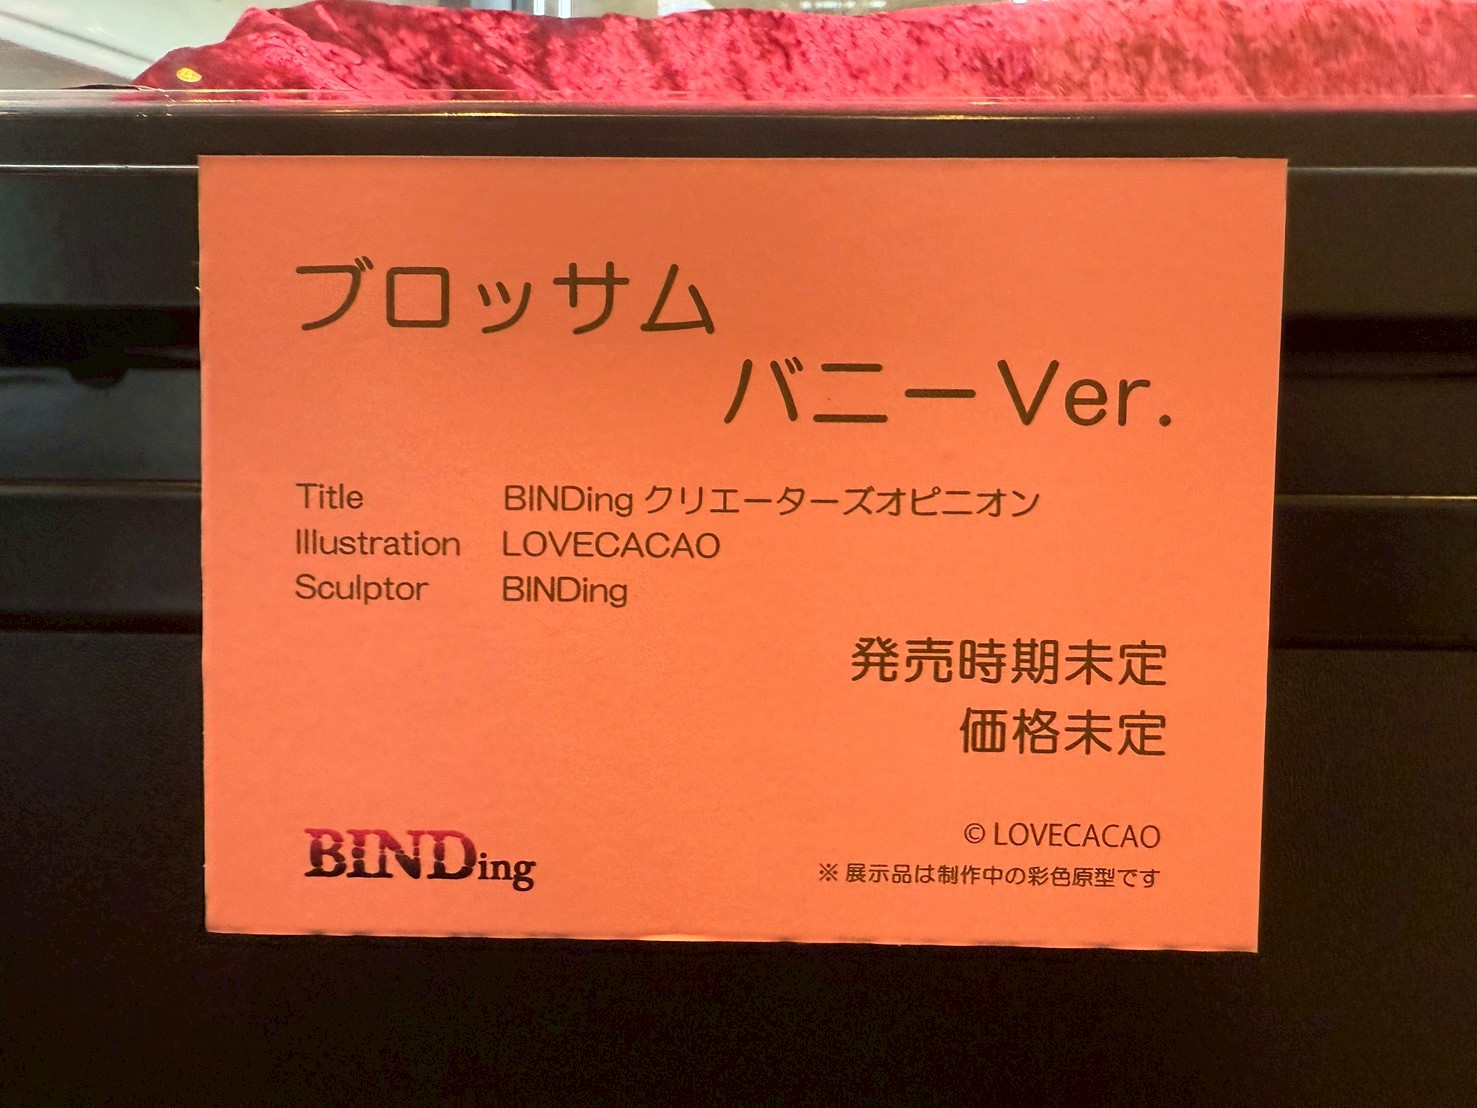 ブロッサム
バニーVer.
Title BINDing クリエーターズオピニオン
Illustration LOVECACAO
Sculptor BINDing
発売時期未定
価格未定
BINDing
© LOVECACAO
※ 展示品は制作中の彩色原型です